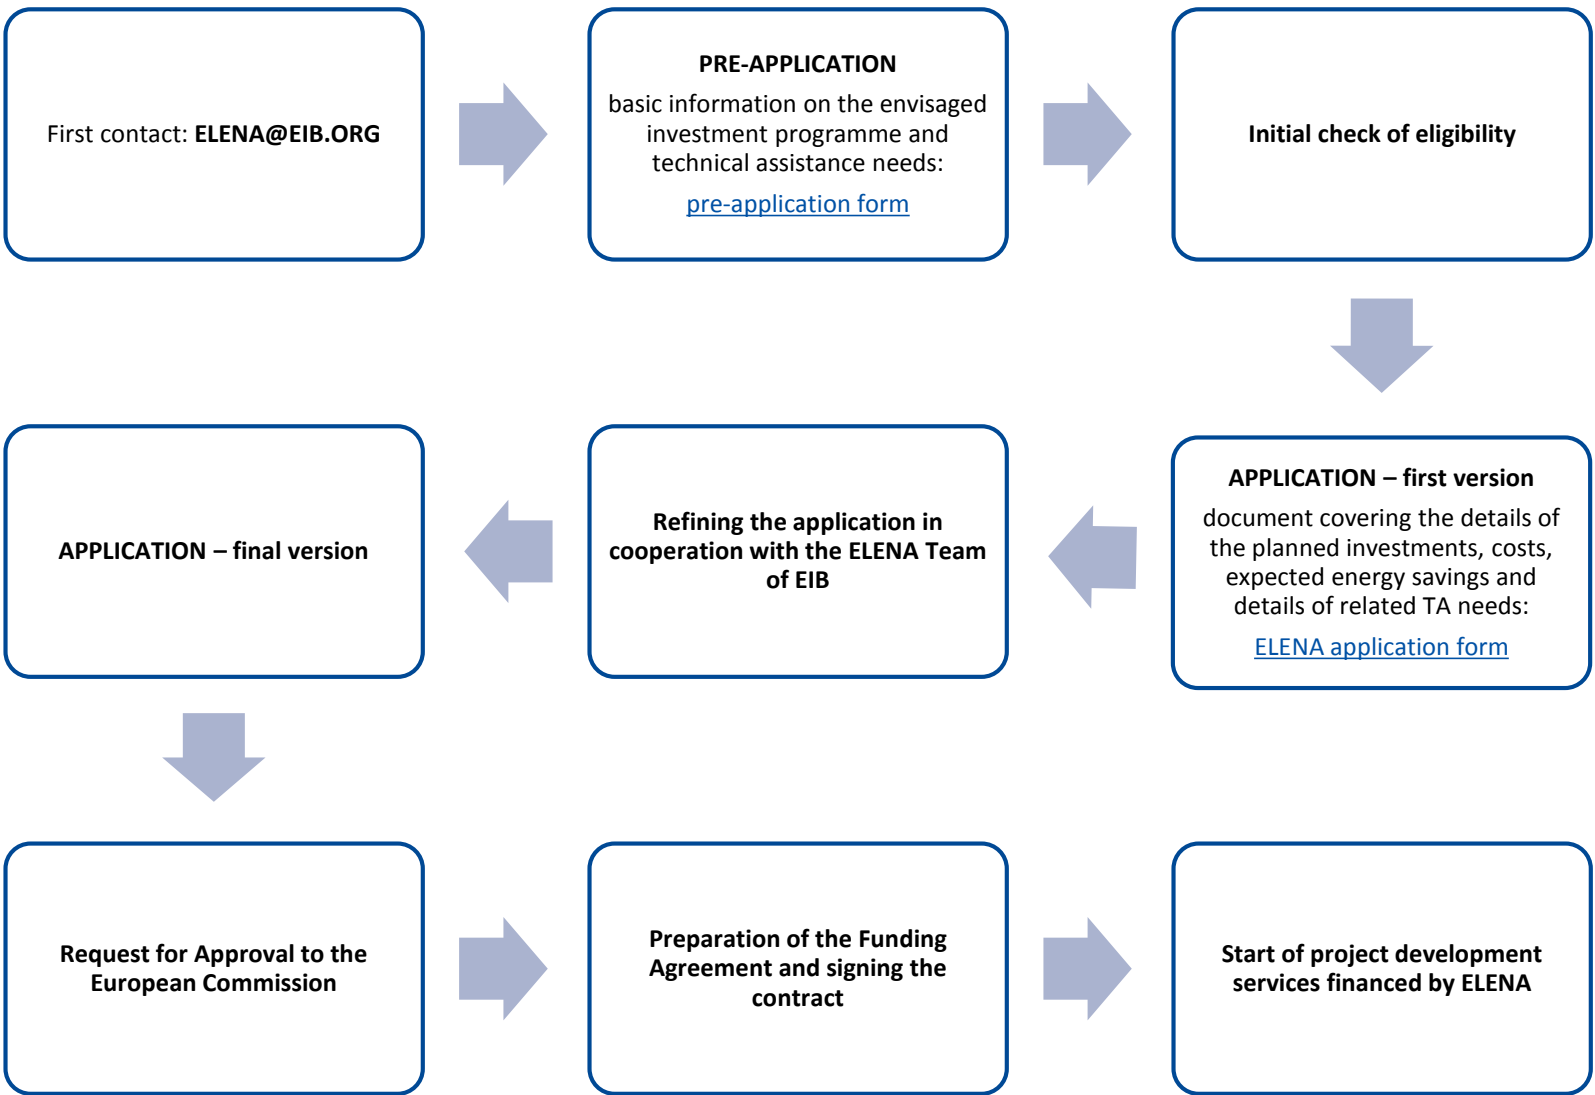 First contact: ELENA@EIB.ORG
PRE-APPLICATION
basic information on the envisaged
investment programme and
technical assistance needs:
pre-application form
Initial check of eligibility
APPLICATION – first version
document covering the details of
the planned investments, costs,
expected energy savings and
details of related TA needs:
ELENA application form
Refining the application in
cooperation with the ELENA Team
of EIB
APPLICATION – final version
Request for Approval to the
European Commission
Preparation of the Funding
Agreement and signing the
contract
Start of project development
services financed by ELENA